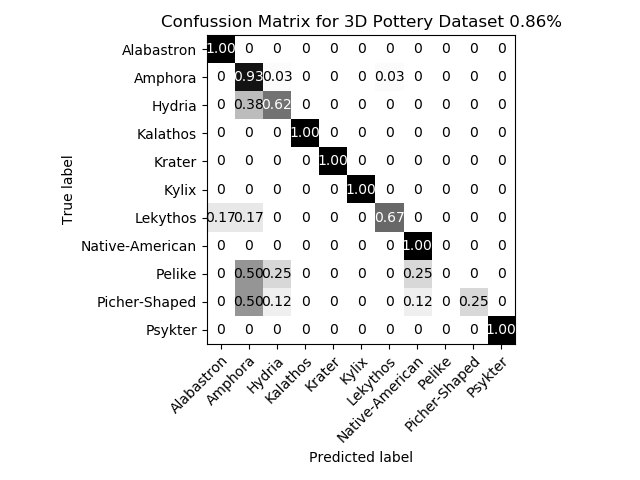 Confussion Matrix for 3D Pottery Dataset 0.86%
Alabastron 1.00 0 0 0 0 0 0 0 0 0 0
Amphora 0 0.93 0.03 0 0 0 0.03 0 0 0 0
Hydria 0 0.38 0.62 0 0 0 0 0 0 0 0
Kalathos 0 0 0 1.00 0 0 0 0 0 0 0
Krater 0 0 0 0 1.00 0 0 0 0 0 0
Kylix 0 0 0 0 0 1.00 0 0 0 0 0
Lekythos 0.17 0.17 0 0 0 0 0.67 0 0 0 0
Native-American 0 0 0 0 0 0 0 1.00 0 0 0
Pelike 0 0.50 0.25 0 0 0 0 0.25 0 0 0
Picher-Shaped 0 0.50 0.12 0 0 0 0 0.12 0 0.25 0
Psykter 0 0 0 0 0 0 0 0 0 0 1.00
True label
Alabastron Amphora Hydria Kalathos Krater Kylix Lekythos Native-American Pelike Picher-Shaped Psykter
Predicted label